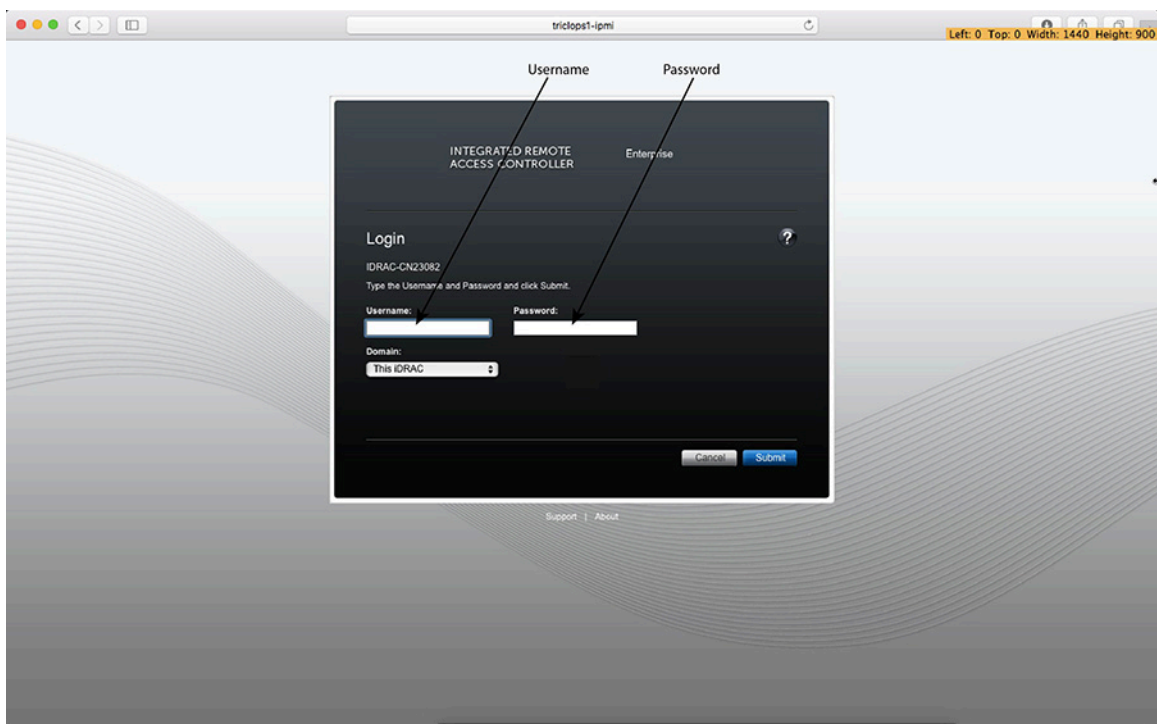 triclops1-ipmi
Left: 0 Top: 0 Width: 1440 Height: 900
Username Password
INTEGRATED REMOTE
ACCESS CONTROLLER
Enterprise
Login
?
IDRAC-CN23082
Type the Username and Password and click Submit.
Username: Password:
Domain:
This iDRAC
Cancel Submit
Support | About